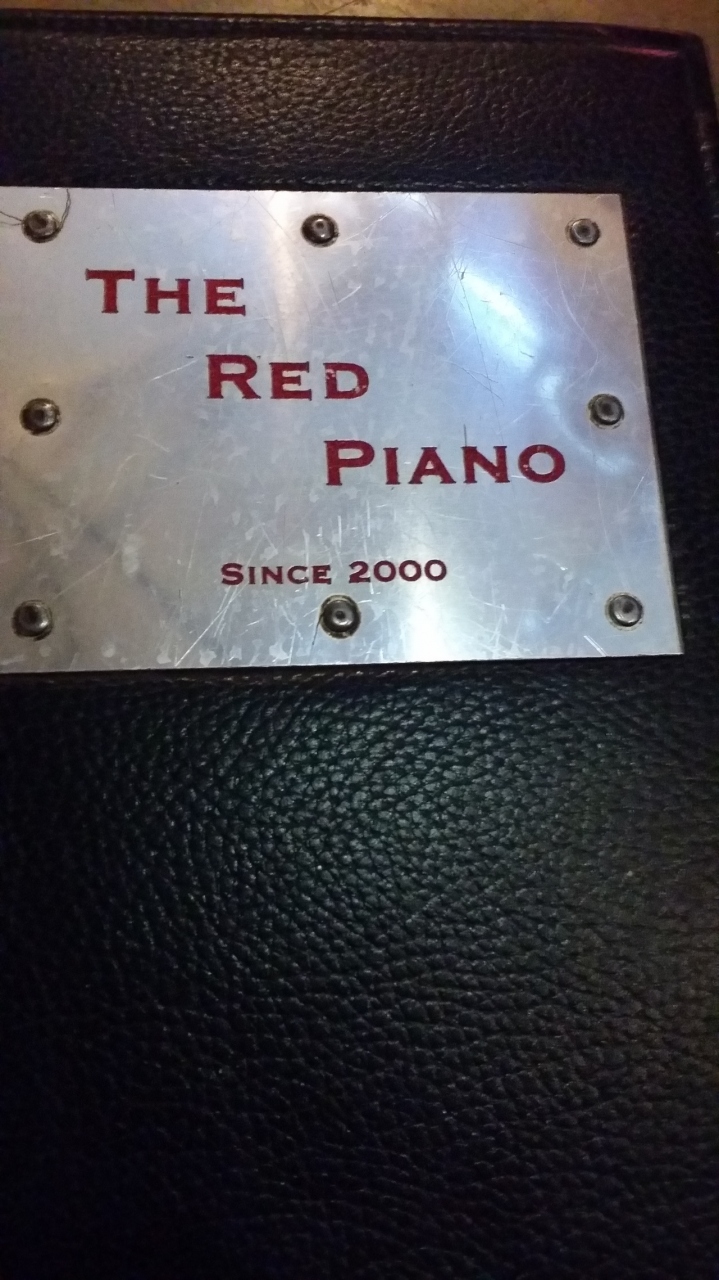 THE
RED
PIANO
SINCE 2000